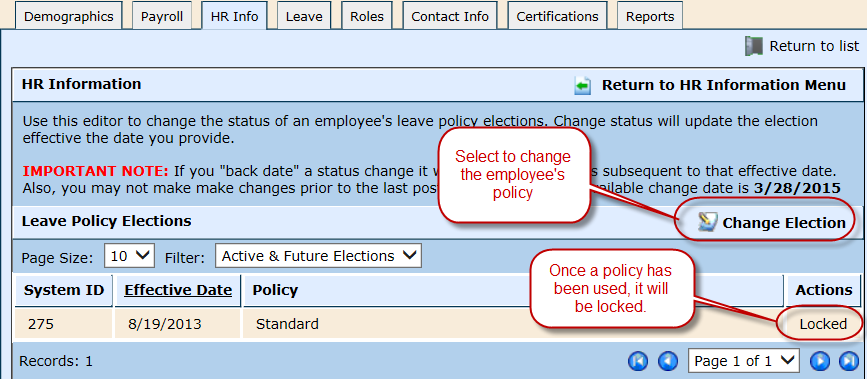 Demographics Payroll HR Info Leave Roles Contact Info Certifications Reports
Return to list
HR Information Return to HR Information Menu
Use this editor to change the status of an employee's leave policy elections. Change status will update the election
effective the date you provide.
IMPORTANT NOTE: If you "back date" a status change it s subsequent to that effective date.
Also, you may not make make changes prior to the last change date is 3/28/2015
Select to change
the employee's
policy
Leave Policy Elections Change Election
Page Size: 10 Filter: Active & Future Elections
Once a policy has
been used, it will
be locked.
System ID Effective Date Policy Actions
275 8/19/2013 Standard Locked
Records: 1 Page 1 of 1